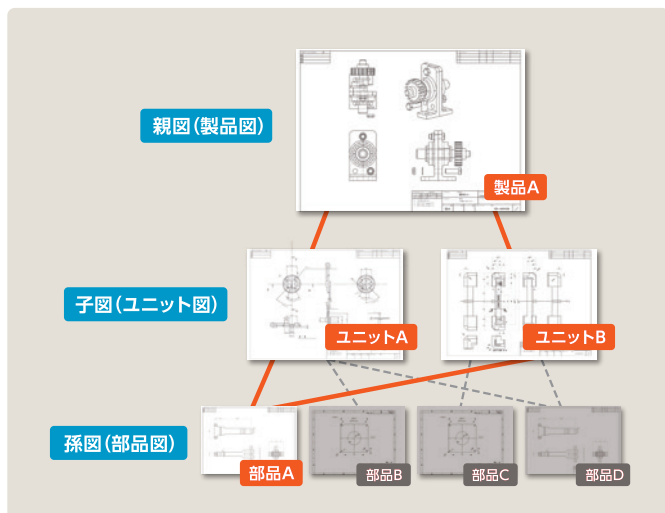 親図(製品図)
製品A
子図(ユニット図)
ユニットA
ユニットB
孫図(部品図)
部品A
部品B
部品C
部品D